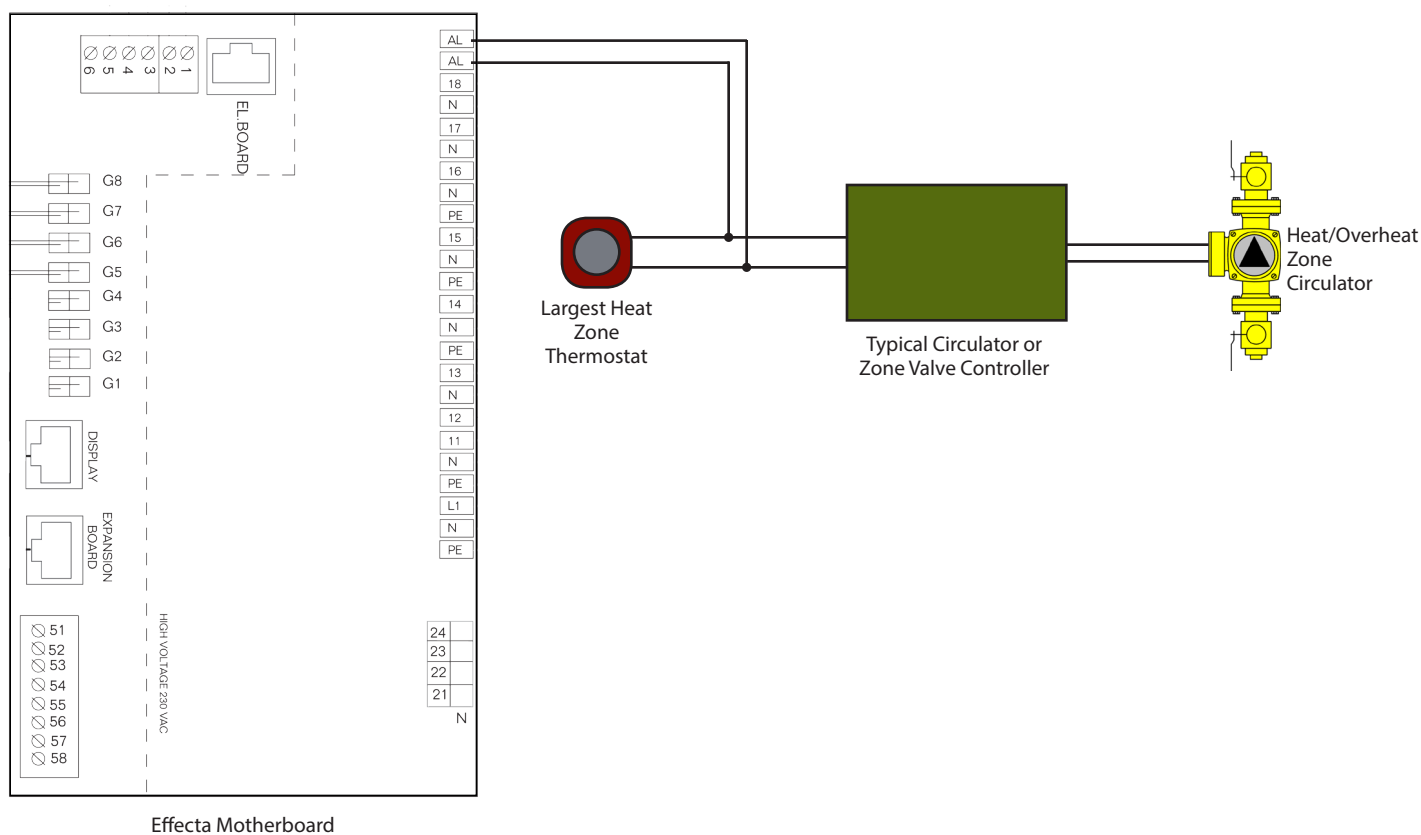 6 5 4 3 2 1
EL.BOARD
G8
G7
G6
G5
G4
G3
G2
G1
DISPLAY
EXPANSION
BOARD
51
52
53
54
55
56
57
58
HIGH VOLTAGE 230 VAC
AL
AL
18
N
17
N
16
N
PE
15
N
PE
14
N
PE
13
N
12
11
N
PE
L1
N
PE
24
23
22
21
N
Effecta Motherboard
Largest Heat
Zone
Thermostat
Typical Circulator or
Zone Valve Controller
Heat/Overheat
Zone
Circulator